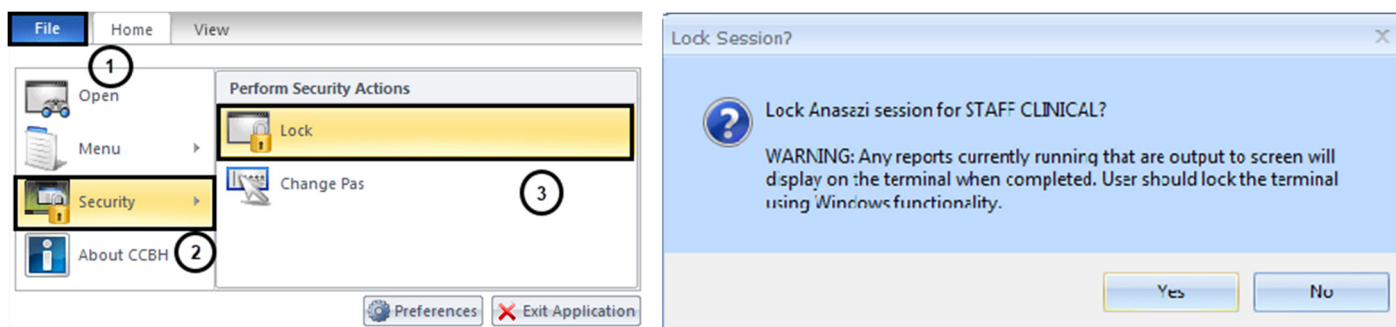 File Home View
1
Open
Menu
Security
2
About CCBH
Perform Security Actions
Lock
Change Pas
3
Preferences Exit Application
Lock Session?
X
Lock Anasazi session for STAFF CLINICAL?
WARNING: Any reports currently running that are output to screen will
display on the terminal when completed. User should lock the terminal
using Windows functionality.
Yes No